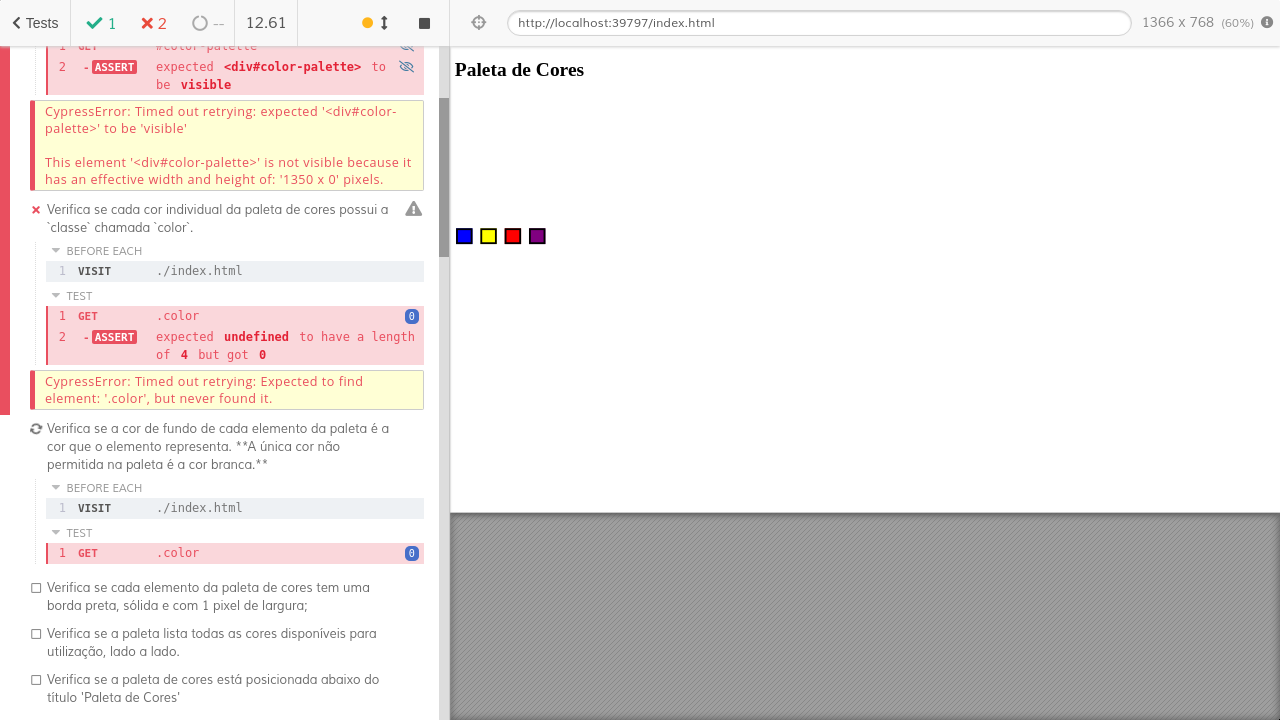 Tests
1
2
--
12.61
http://localhost:39797/index.html
1366 x 768 (60%)
1 GET #color-palette
2 -ASSERT expected <div#color-palette> to
be visible
CypressError: Timed out retrying: expected '<div#color-
palette>' to be 'visible'
This element '<div#color-palette>' is not visible because it
has an effective width and height of: '1350 x 0' pixels.
Verifica se cada cor individual da paleta de cores possui a
`classe` chamada `color`.
BEFORE EACH
1 VISIT ./index.html
TEST
1 GET .color 0
2 -ASSERT expected undefined to have a length
of 4 but got 0
CypressError: Timed out retrying: Expected to find
element: '.color', but never found it.
Verifica se a cor de fundo de cada elemento da paleta é a
cor que o elemento representa. **A única cor não
permitida na paleta é a cor branca.**
BEFORE EACH
1 VISIT ./index.html
TEST
1 GET .color 0
Verifica se cada elemento da paleta de cores tem uma
borda preta, sólida e com 1 pixel de largura;
Verifica se a paleta lista todas as cores disponíveis para
utilização, lado a lado.
Verifica se a paleta de cores está posicionada abaixo do
título 'Paleta de Cores'
Paleta de Cores